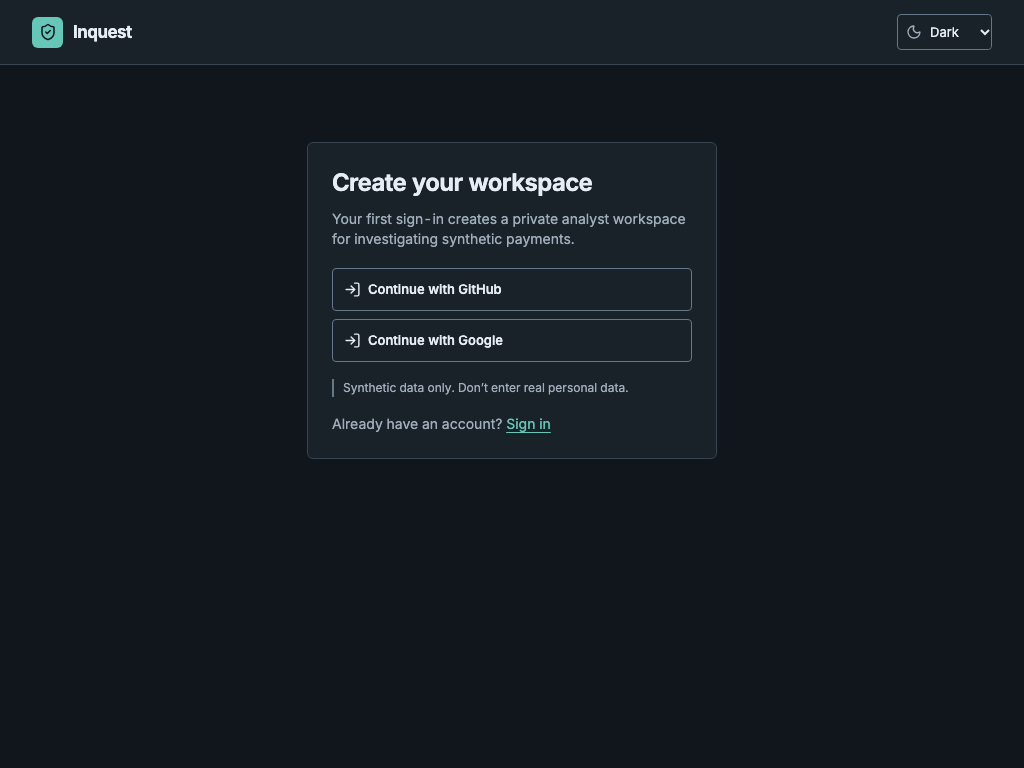 Inquest
Dark
Create your workspace
Your first sign-in creates a private analyst workspace
for investigating synthetic payments.
Continue with GitHub
Continue with Google
Synthetic data only. Don't enter real personal data.
Already have an account? Sign in